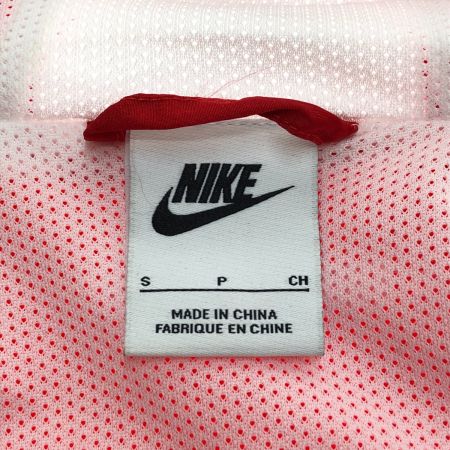 NIKE
S P CH
MADE IN CHINA
FABRIQUE EN CHINE